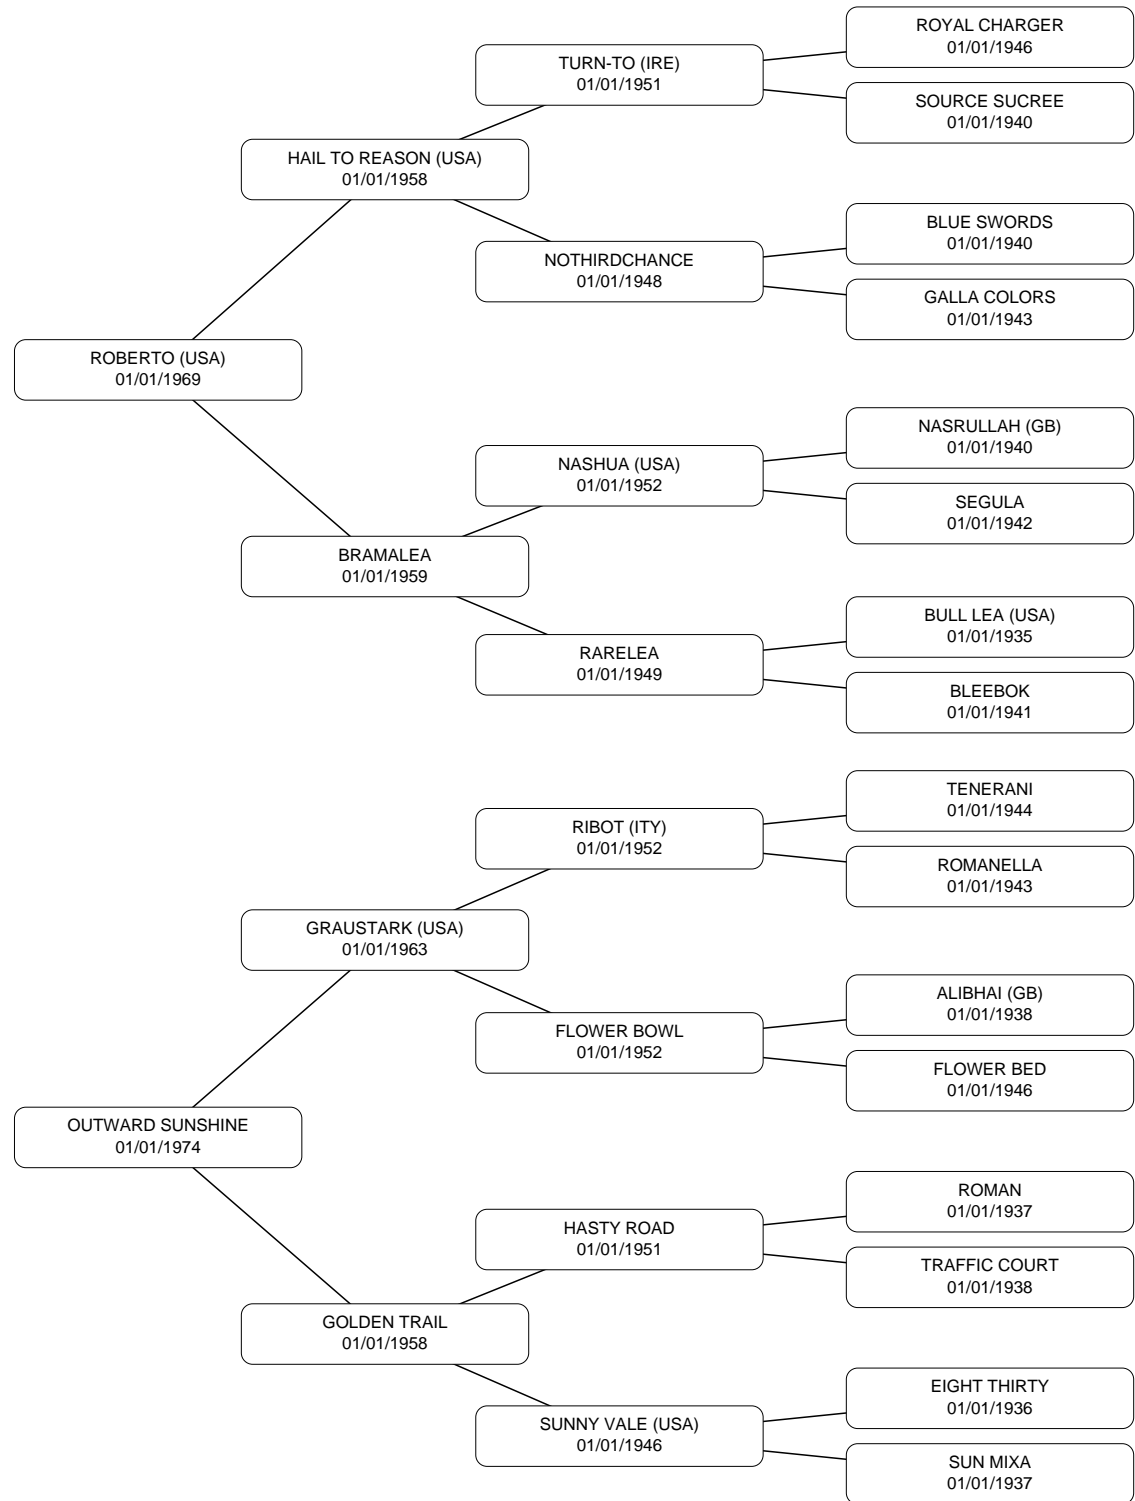 ROYAL CHARGER
01/01/1946
TURN-TO (IRE)
01/01/1951
SOURCE SUCREE
01/01/1940
HAIL TO REASON (USA)
01/01/1958
BLUE SWORDS
01/01/1940
NOTHIRDCHANCE
01/01/1948
GALLA COLORS
01/01/1943
ROBERTO (USA)
01/01/1969
NASRULLAH (GB)
01/01/1940
NASHUA (USA)
01/01/1952
SEGULA
01/01/1942
BRAMALEA
01/01/1959
BULL LEA (USA)
01/01/1935
RARELEA
01/01/1949
BLEEBOK
01/01/1941
TENERANI
01/01/1944
RIBOT (ITY)
01/01/1952
ROMANELLA
01/01/1943
GRAUSTARK (USA)
01/01/1963
ALIBHAI (GB)
01/01/1938
FLOWER BOWL
01/01/1952
FLOWER BED
01/01/1946
OUTWARD SUNSHINE
01/01/1974
ROMAN
01/01/1937
HASTY ROAD
01/01/1951
TRAFFIC COURT
01/01/1938
GOLDEN TRAIL
01/01/1958
EIGHT THIRTY
01/01/1936
SUNNY VALE (USA)
01/01/1946
SUN MIXA
01/01/1937